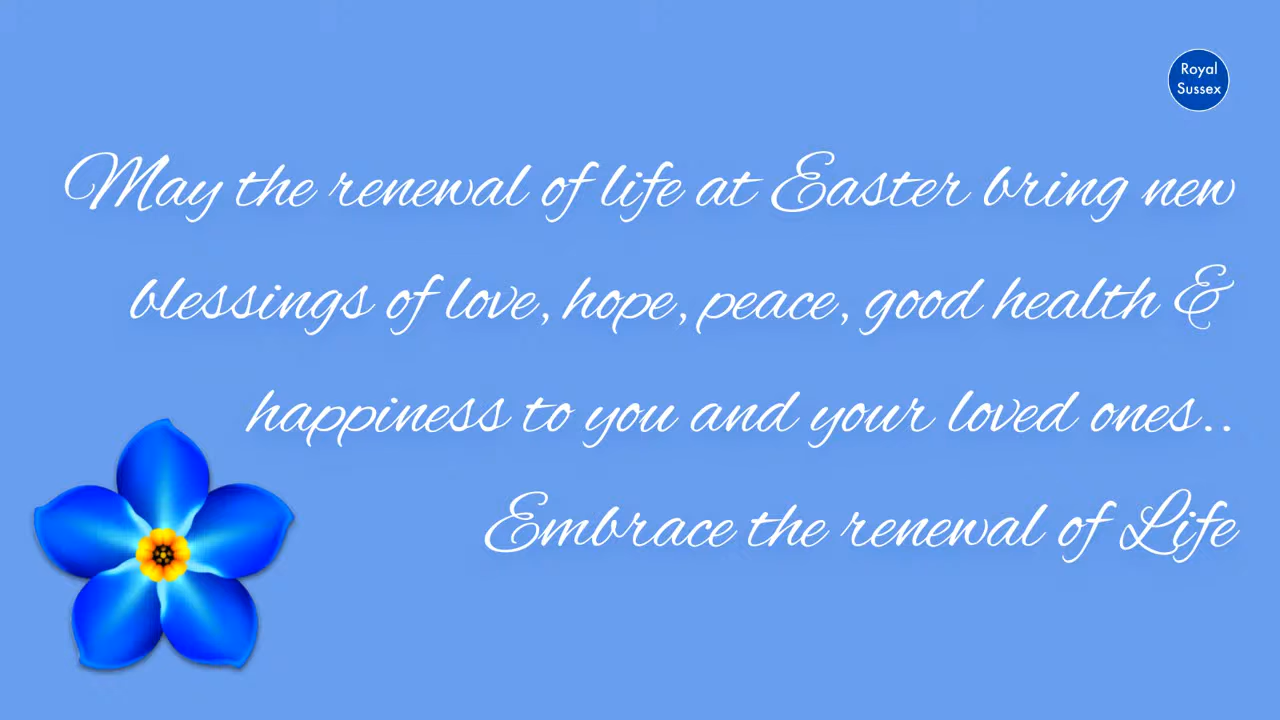 Royal
Sussex
May the renewal of life at Easter bring new
blessings of love, hope, peace, good health &
happiness to you and your loved ones..
Embrace the renewal of Life